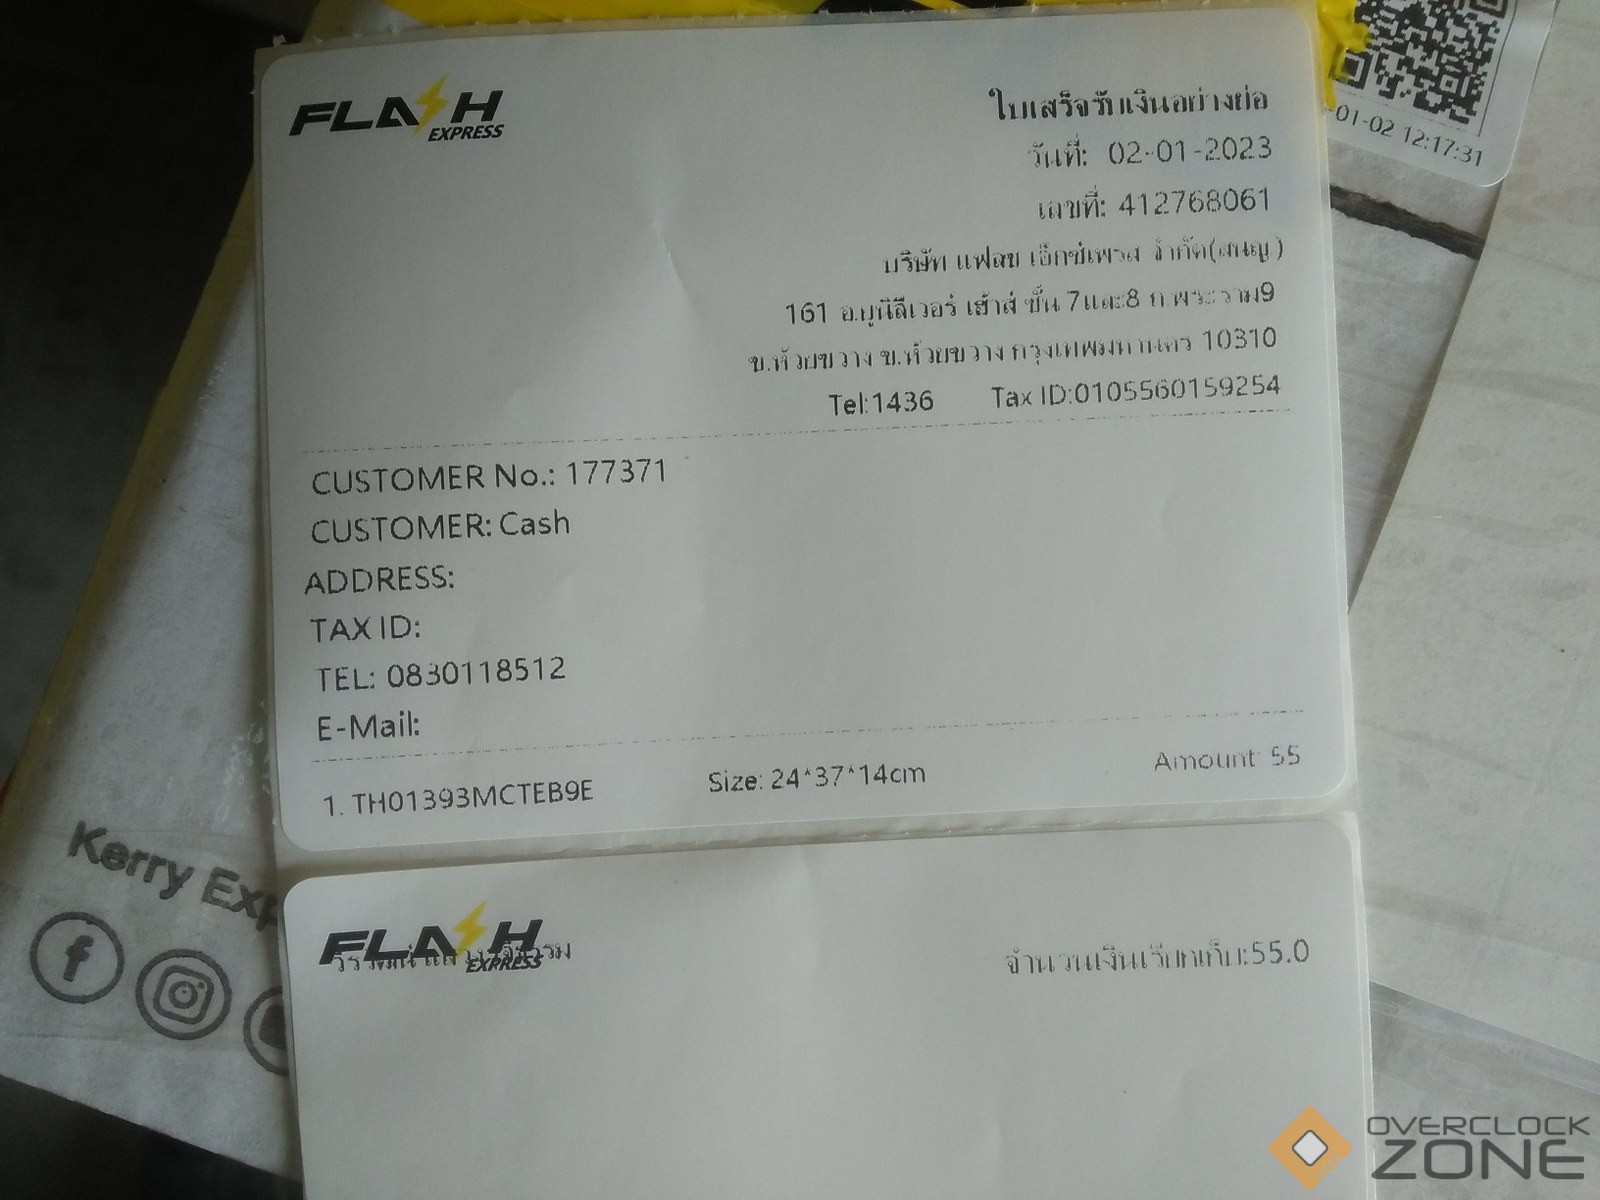 FLASH EXPRESS
ใบเสร็จรับเงินอย่างย่อ
วันที่: 02-01-2023
เลขที่: 412768061
บริษัท แฟลช เอ็กซ์เพรส จำกัด(สนญ)
161 อ.ยูนิลีเวอร์ เฮ้าส์ ชั้น 7และ8 ถ.พระราม9
ข.ห้วยขวาง ข.ห้วยขวาง กรุงเทพมหานคร 10310
Tel:1436 Tax ID:0105560159254
CUSTOMER No.: 177371
CUSTOMER: Cash
ADDRESS:
TAX ID:
TEL: 0830118512
E-Mail:
1. TH01393MCTEB9E Size: 24*37*14cm Amount: 55
FLASH EXPRESS
จำนวนเงินเรียกเก็บ:55.0
-01-02 12:17:31
Kerry Exp
OVERCLOCK
ZONE